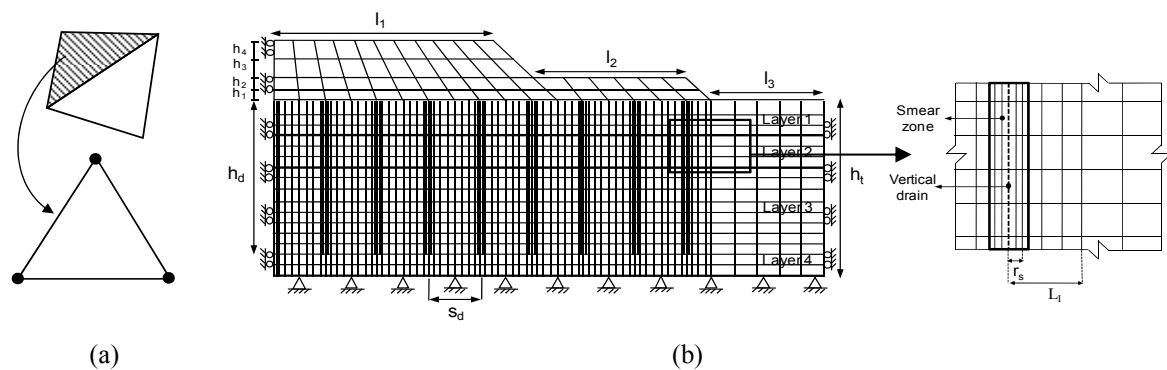 l1
h4
h3
h2
h1
l2
l3
Layer 1
Layer 2
Layer 3
Layer 4
hd
ht
sd
Smear
zone
Vertical
drain
rs
LI
(a)
(b)